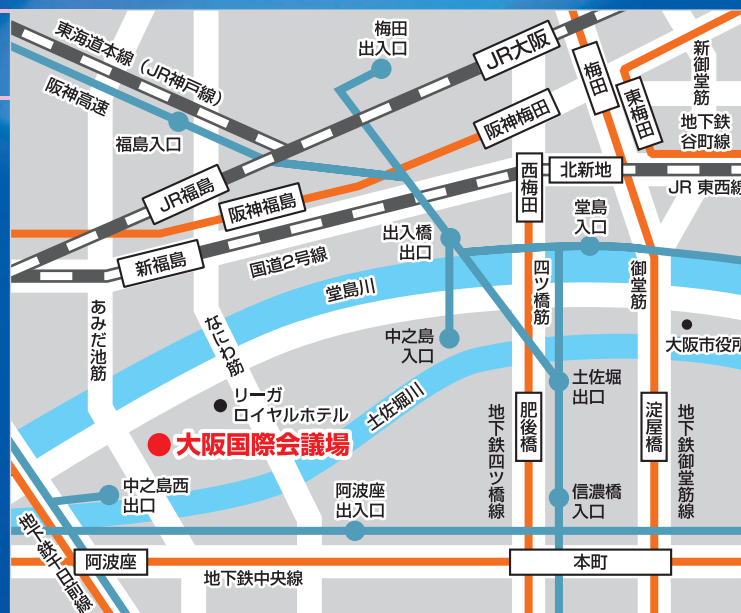 東海道本線（JR神戸線）
梅田
出入口
JR大阪
新御堂筋
阪神高速
梅田
東梅田
福島入口
阪神梅田
地下鉄
谷町線
西梅田
北新地
JR 東西線
JR福島
阪神福島
堂島
入口
出入橋
出口
新福島
国道2号線
堂島川
四ツ橋筋
御堂筋
あみだ池筋
なにわ筋
中之島
入口
大阪市役所
リーガ
ロイヤルホテル
土佐堀川
土佐堀
出口
大阪国際会議場
地下鉄四ツ橋線
肥後橋
淀屋橋
地下鉄御堂筋線
中之島西
出口
阿波座
出入口
信濃橋
入口
地下鉄千日前線
阿波座
地下鉄中央線
本町